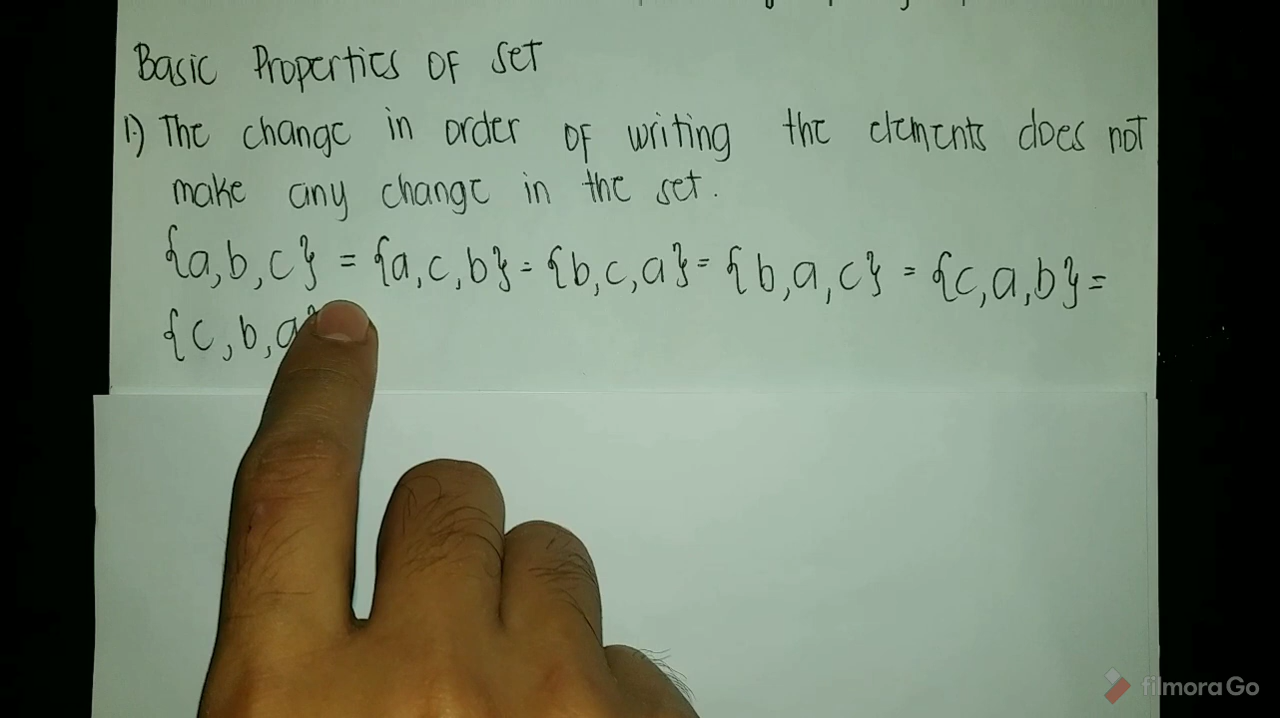 Basic Properties of set
1.) The change in order of writing the elements does not
make any change in the set.
{a,b,c} = {a,c,b} = {b,c,a} = {b,a,c} = {c,a,b} =
{c,b,a}
filmoraGo